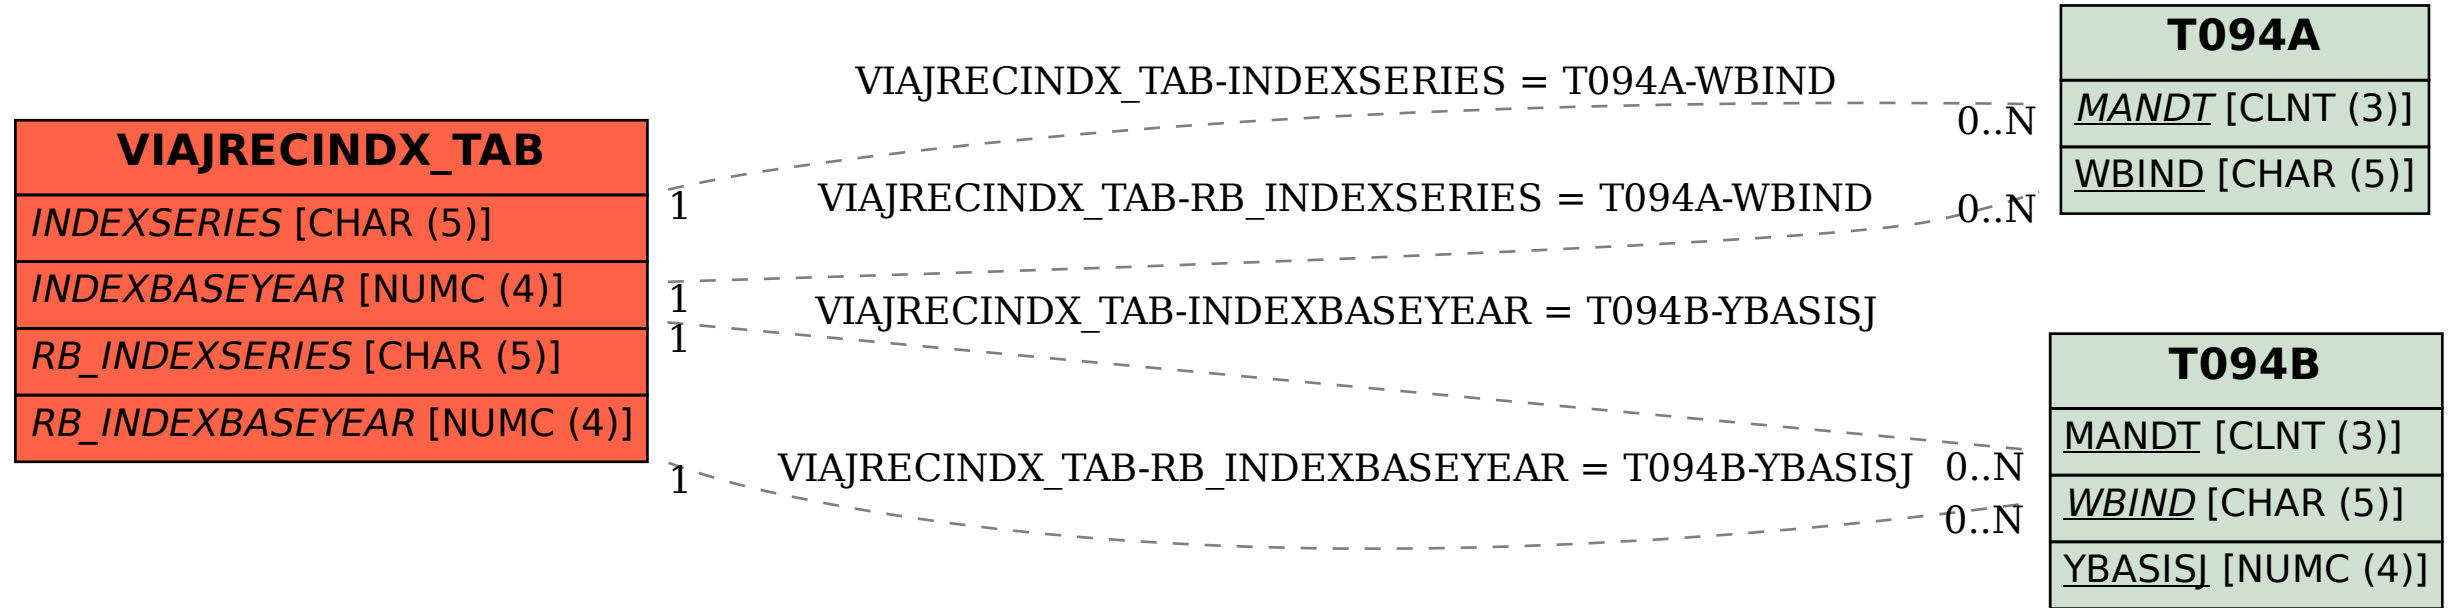 VIAJRECINDX_TAB
INDEXSERIES [CHAR (5)]
INDEXBASEYEAR [NUMC (4)]
RB_INDEXSERIES [CHAR (5)]
RB_INDEXBASEYEAR [NUMC (4)]
VIAJRECINDX_TAB-INDEXSERIES = T094A-WBIND
0..N
1
VIAJRECINDX_TAB-RB_INDEXSERIES = T094A-WBIND
0..N
1
VIAJRECINDX_TAB-INDEXBASEYEAR = T094B-YBASISJ
1
VIAJRECINDX_TAB-RB_INDEXBASEYEAR = T094B-YBASISJ
0..N
1
0..N
T094A
MANDT [CLNT (3)]
WBIND [CHAR (5)]
T094B
MANDT [CLNT (3)]
WBIND [CHAR (5)]
YBASISJ [NUMC (4)]